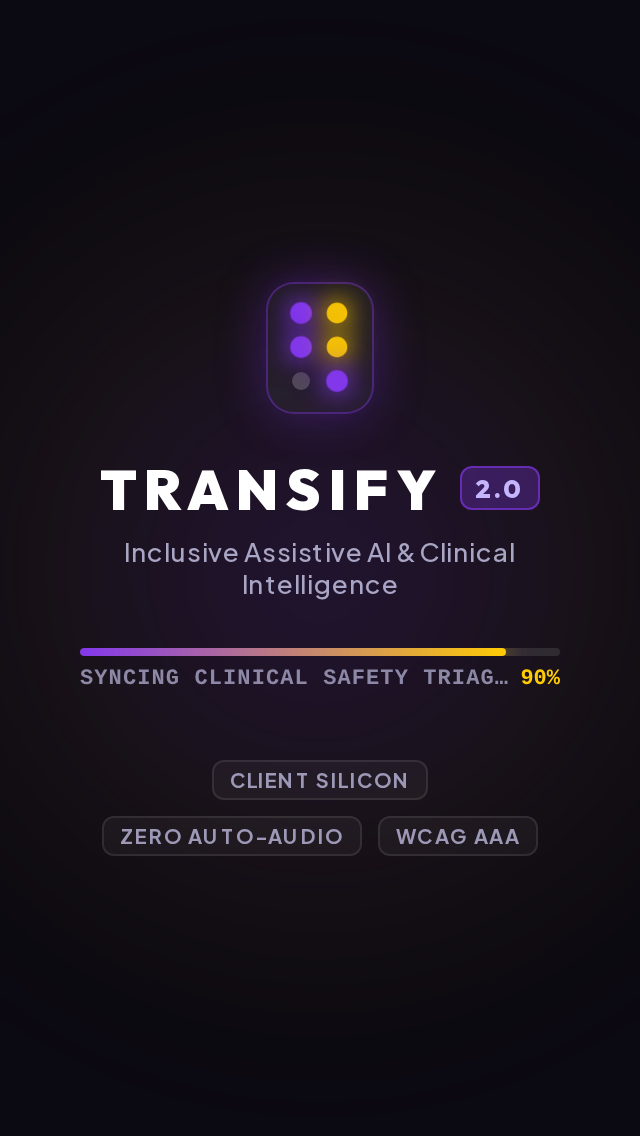 TRANSIFY 2.0
Inclusive Assistive AI & Clinical
Intelligence
SYNCING CLINICAL SAFETY TRIAG… 90%
CLIENT SILICON
ZERO AUTO-AUDIO WCAG AAA